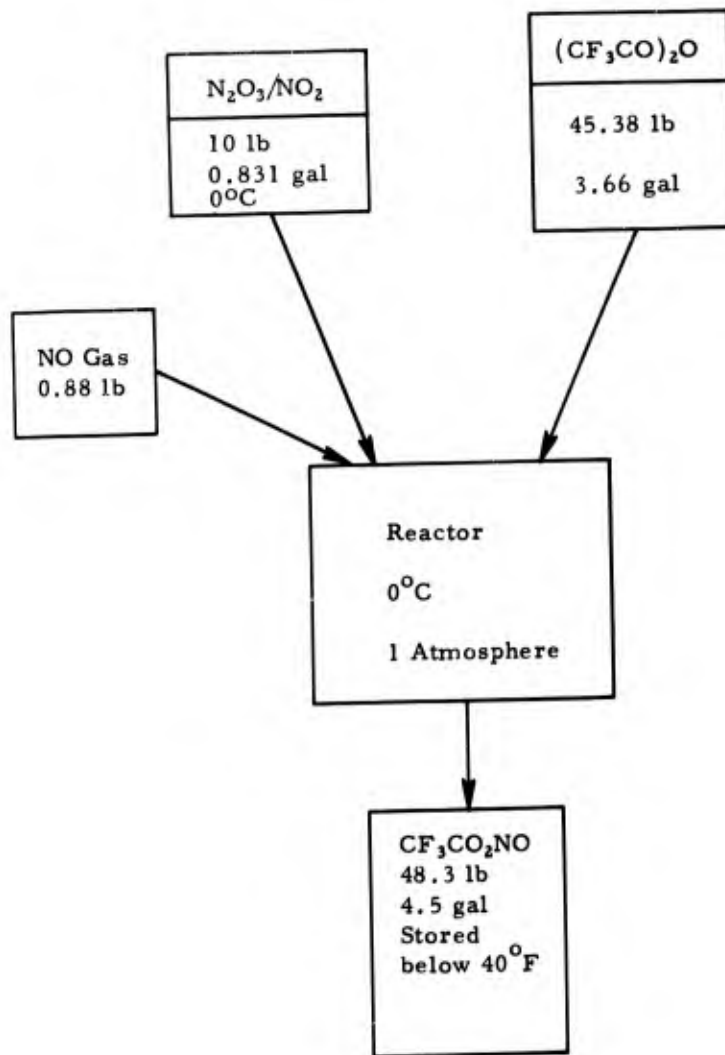 N₂O₃/NO₂
10 lb
0.831 gal
0°C
(CF₃CO)₂O
45.38 lb
3.66 gal
NO Gas
0.88 lb
Reactor
0°C
1 Atmosphere
CF₃CO₂NO
48.3 lb
4.5 gal
Stored
below 40°F